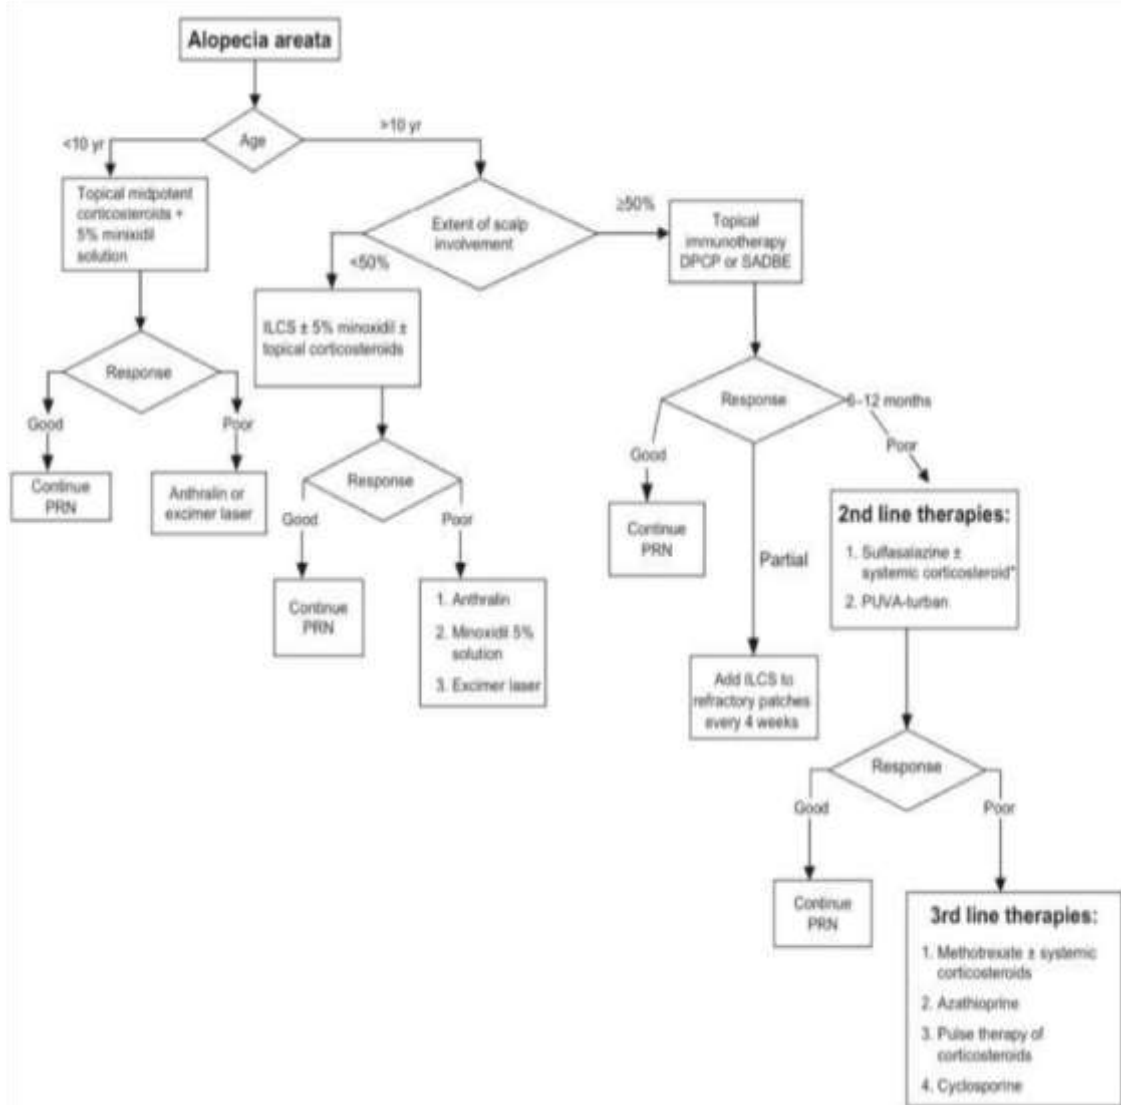 Alopecia areata
Age
<10 yr
>10 yr
Topical midpotent
corticosteroids +
5% minixidil
solution
Extent of scalp
involvement
≥50%
<50%
Topical
immunotherapy
DPCP or SADBE
ILCS ± 5% minoxidil ±
topical corticosteroids
Response
Good
Poor
Continue
PRN
Anthralin or
excimer laser
Response
Good
Poor
Continue
PRN
1. Anthralin
2. Minoxidil 5%
solution
3. Excimer laser
Response
6–12 months
Good
Poor
Partial
Continue
PRN
Add ILCS to
refractory patches
every 4 weeks
2nd line therapies:
1. Sulfasalazine ±
systemic corticosteroid*
2. PUVA-turban
Response
Good
Poor
Continue
PRN
3rd line therapies:
1. Methotrexate ± systemic
corticosteroids
2. Azathioprine
3. Pulse therapy of
corticosteroids
4. Cyclosporine